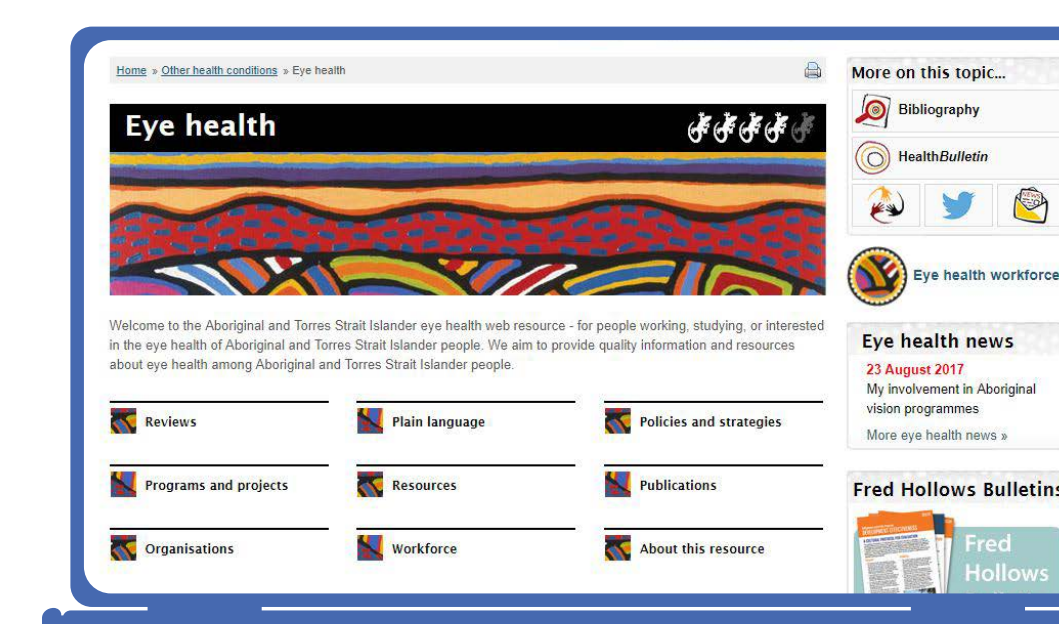 Home » Other health conditions » Eye health
Eye health
Welcome to the Aboriginal and Torres Strait Islander eye health web resource - for people working, studying, or interested
in the eye health of Aboriginal and Torres Strait Islander people. We aim to provide quality information and resources
about eye health among Aboriginal and Torres Strait Islander people.
Reviews
Plain language
Policies and strategies
Programs and projects
Resources
Publications
Organisations
Workforce
About this resource
More on this topic...
Bibliography
HealthBulletin
NEWS
Eye health workforce
Eye health news
23 August 2017
My involvement in Aboriginal
vision programmes
More eye health news »
Fred Hollows Bulletins
DEVELOPMENT EFFECTIVENESS
Fred
Hollows